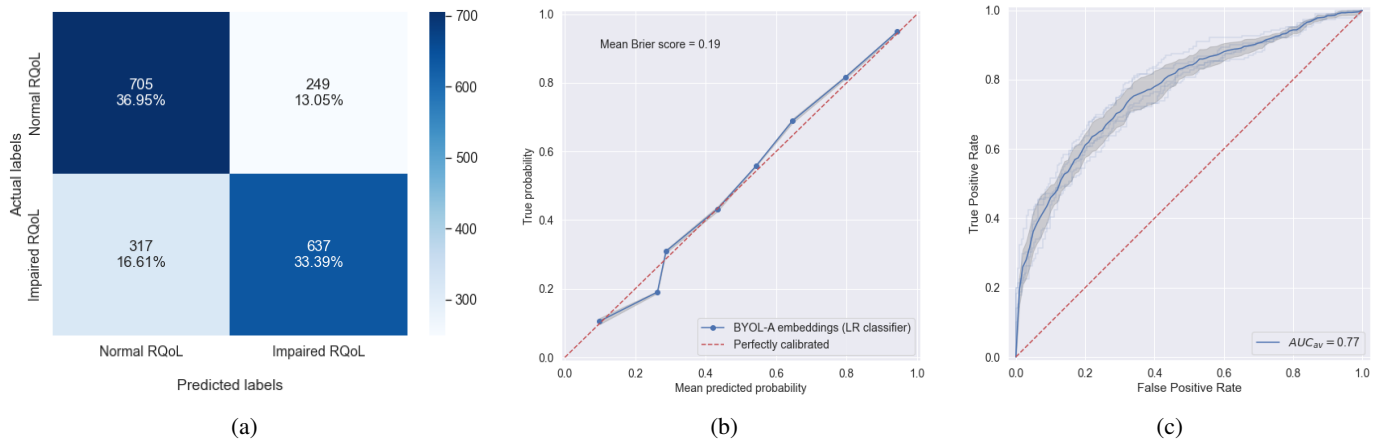 Actual labels
Normal RQoL
Impaired RQoL
705
36.95%
249
13.05%
317
16.61%
637
33.39%
Normal RQoL
Impaired RQoL
Predicted labels
700
600
500
400
300
(a)
True probability
1.0
0.8
0.6
0.4
0.2
0.0
Mean Brier score = 0.19
BYOL-A embeddings (LR classifier)
Perfectly calibrated
0.0 0.2 0.4 0.6 0.8 1.0
Mean predicted probability
(b)
True Positive Rate
1.0
0.8
0.6
0.4
0.2
0.0
AUCav = 0.77
0.0 0.2 0.4 0.6 0.8 1.0
False Positive Rate
(c)